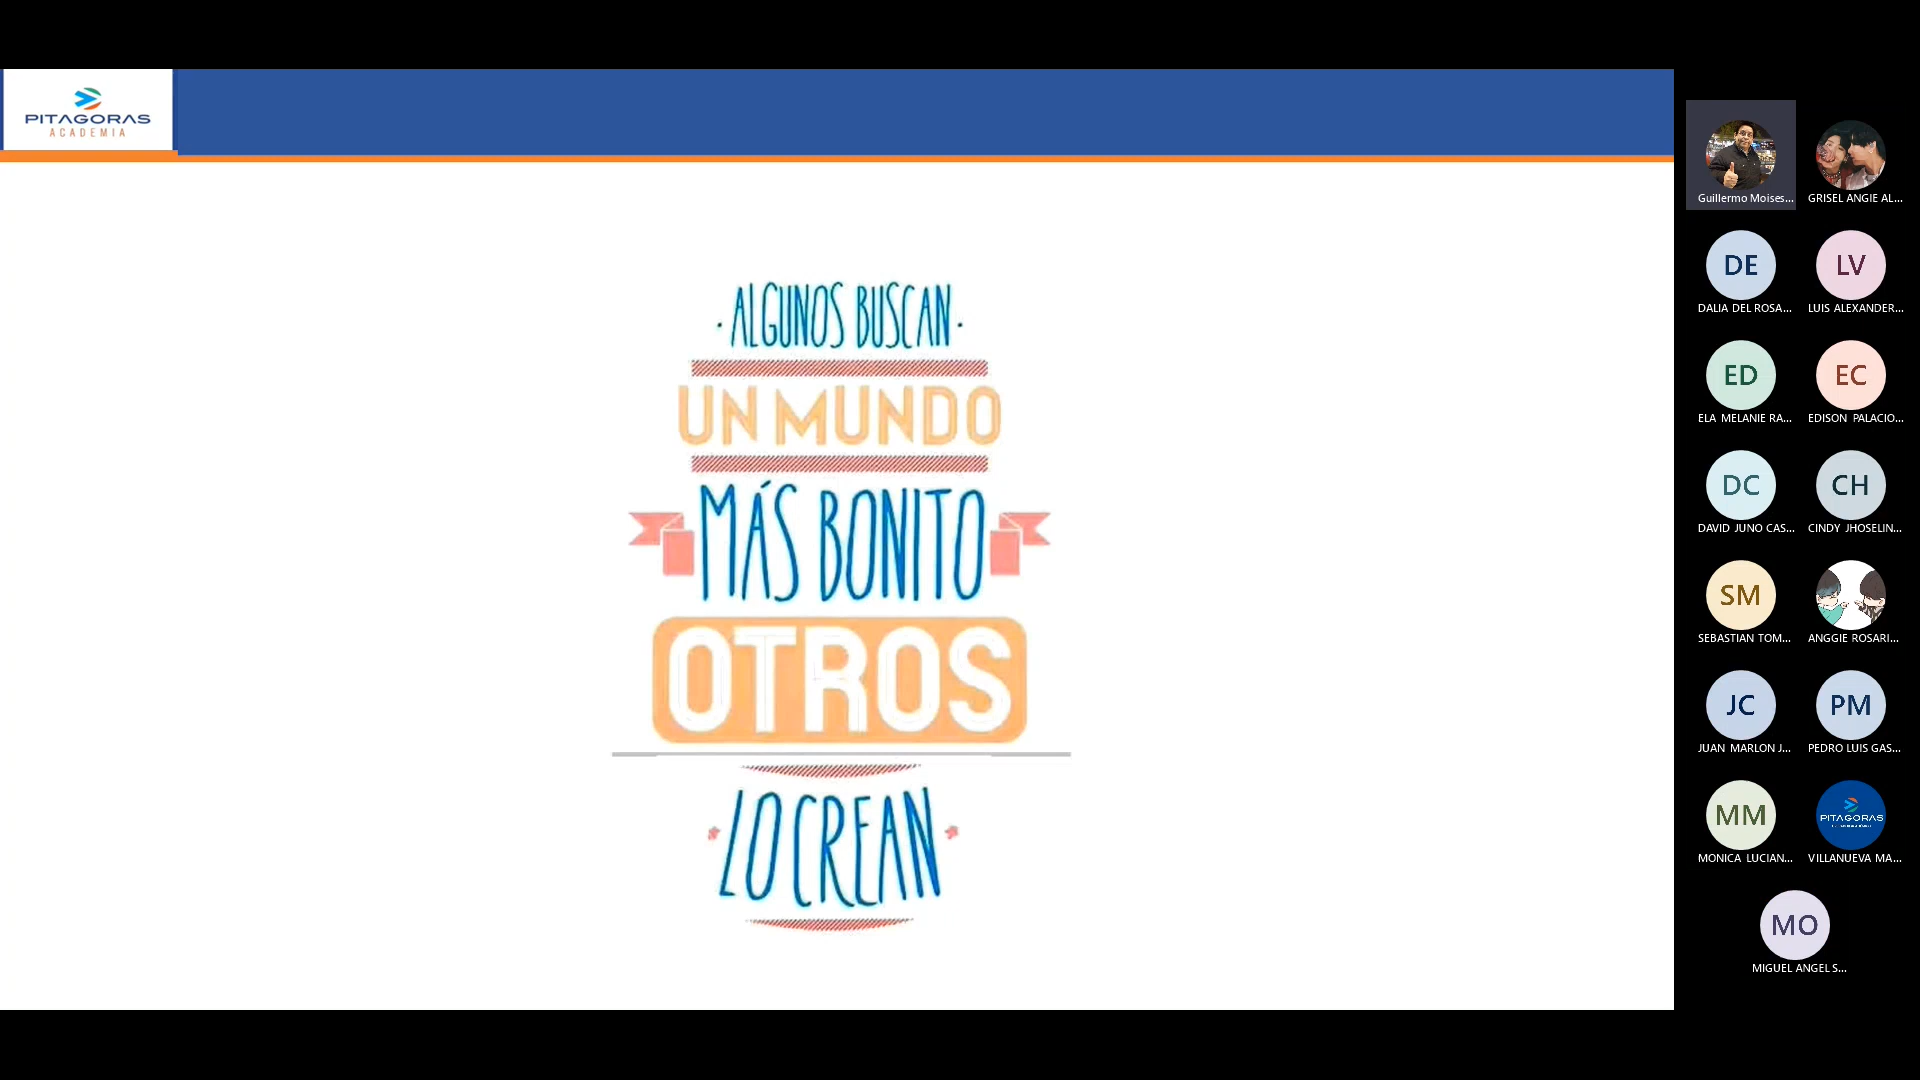 PITAGORAS
ACADEMIA
· ALGUNOS BUSCAN ·
UN MUNDO
MÁS BONITO
OTROS
LO CREAN
Guillermo Moises...
GRISEL ANGIE AL...
DE
LV
DALIA DEL ROSA...
LUIS ALEXANDER...
ED
EC
ELA MELANIE RA...
EDISON PALACIO...
DC
CH
DAVID JUNO CAS...
CINDY JHOSELIN...
SM
SEBASTIAN TOM...
ANGGIE ROSARI...
JC
PM
JUAN MARLON J...
PEDRO LUIS GAS...
MM
PITAGORAS
MONICA LUCIAN...
VILLANUEVA MA...
MO
MIGUEL ANGEL S...